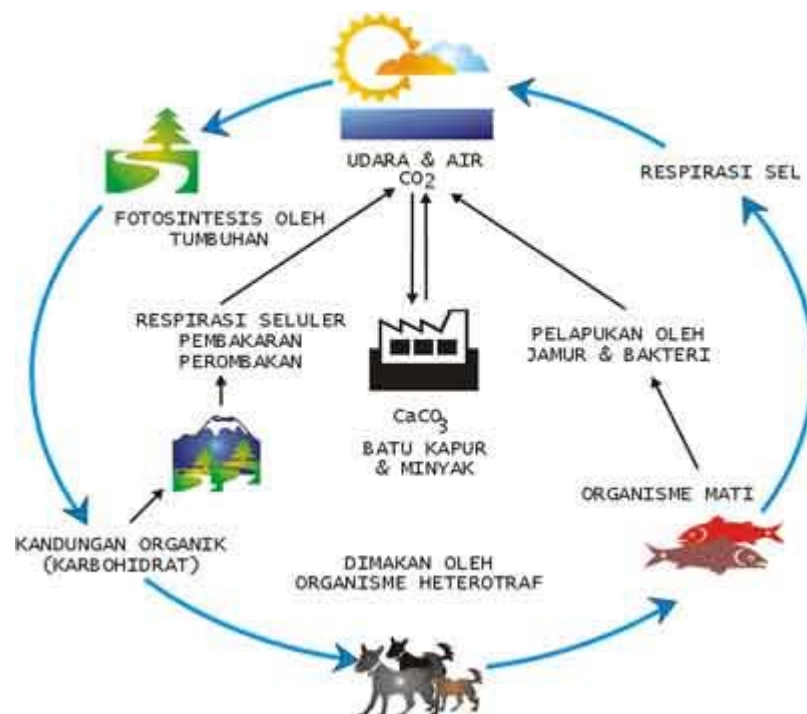 UDARA & AIR
CO2
RESPIRASI SEL
FOTOSINTESIS OLEH
TUMBUHAN
RESPIRASI SELULER
PEMBAKARAN
PEROMBAKAN
PELAPUKAN OLEH
JAMUR & BAKTERI
CaCO3
BATU KAPUR
& MINYAK
ORGANISME MATI
KANDUNGAN ORGANIK
(KARBOHIDRAT)
DIMAKAN OLEH
ORGANISME HETEROTRAF